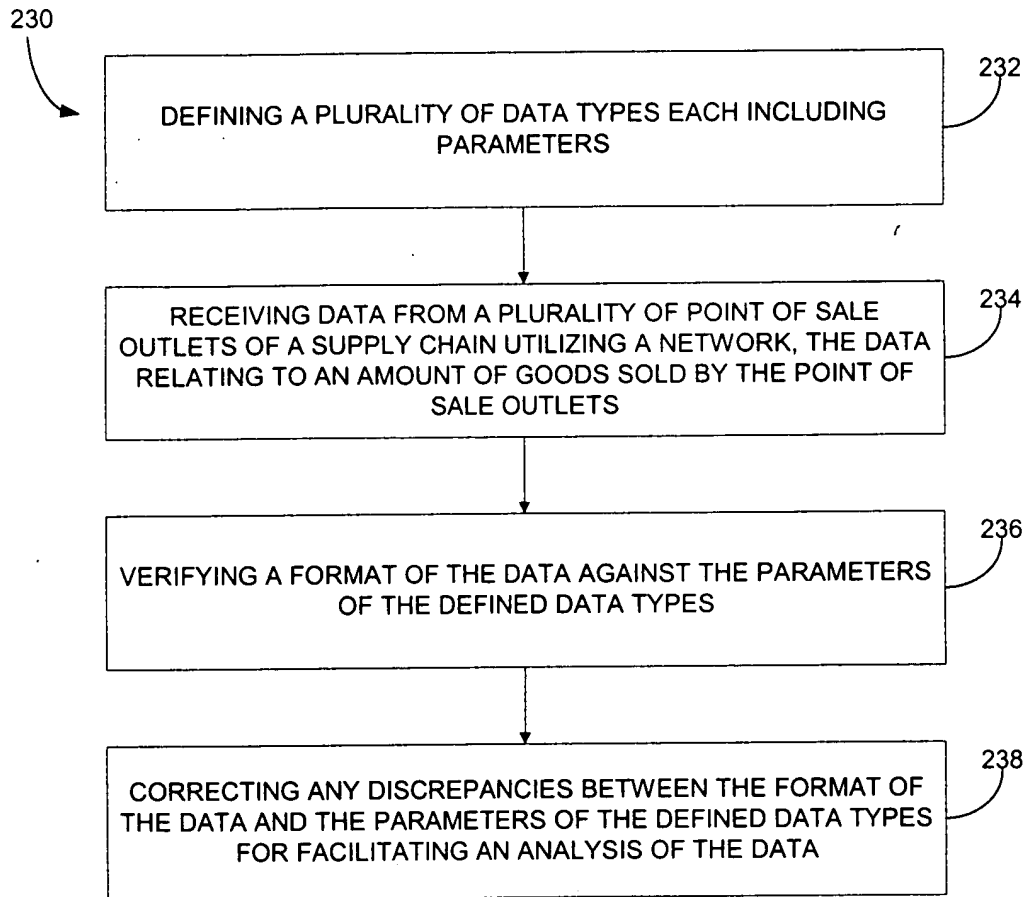 230
232
DEFINING A PLURALITY OF DATA TYPES EACH INCLUDING
PARAMETERS
234
RECEIVING DATA FROM A PLURALITY OF POINT OF SALE
OUTLETS OF A SUPPLY CHAIN UTILIZING A NETWORK, THE DATA
RELATING TO AN AMOUNT OF GOODS SOLD BY THE POINT OF
SALE OUTLETS
236
VERIFYING A FORMAT OF THE DATA AGAINST THE PARAMETERS
OF THE DEFINED DATA TYPES
238
CORRECTING ANY DISCREPANCIES BETWEEN THE FORMAT OF
THE DATA AND THE PARAMETERS OF THE DEFINED DATA TYPES
FOR FACILITATING AN ANALYSIS OF THE DATA